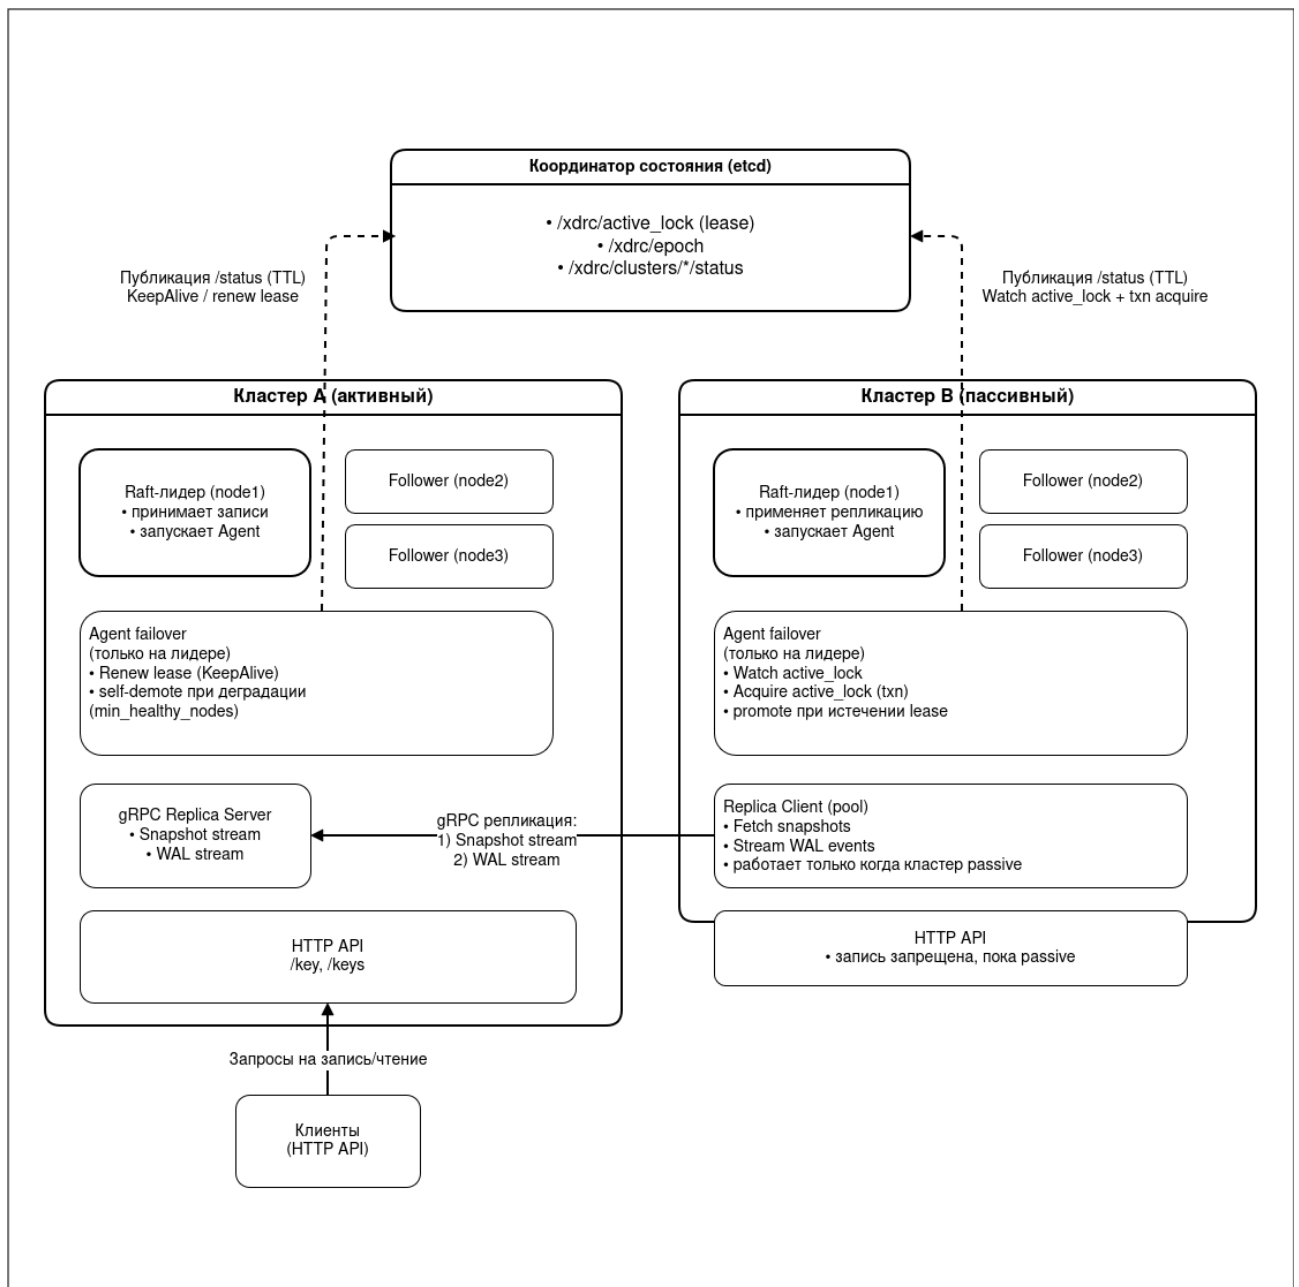 Координатор состояния (etcd)
• /xdrc/active_lock (lease)
• /xdrc/epoch
• /xdrc/clusters/*/status
Публикация /status (TTL)
KeepAlive / renew lease
Публикация /status (TTL)
Watch active_lock + txn acquire
Кластер A (активный)
Raft-лидер (node1)
• принимает записи
• запускает Agent
Follower (node2)
Follower (node3)
Agent failover
(только на лидере)
• Renew lease (KeepAlive)
• self-demote при деградации
(min_healthy_nodes)
gRPC Replica Server
• Snapshot stream
• WAL stream
gRPC репликация:
1) Snapshot stream
2) WAL stream
HTTP API
/key, /keys
Запросы на запись/чтение
Клиенты
(HTTP API)
Кластер B (пассивный)
Raft-лидер (node1)
• применяет репликацию
• запускает Agent
Follower (node2)
Follower (node3)
Agent failover
(только на лидере)
• Watch active_lock
• Acquire active_lock (txn)
• promote при истечении lease
Replica Client (pool)
• Fetch snapshots
• Stream WAL events
• работает только когда кластер passive
HTTP API
• запись запрещена, пока passive